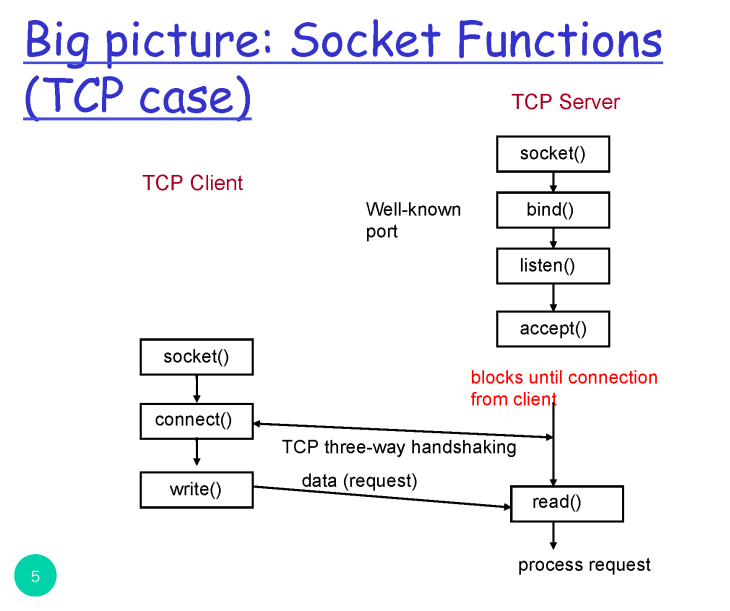 Big picture: Socket Functions
(TCP case)
TCP Server
socket()
TCP Client
Well-known
port
bind()
listen()
accept()
socket()
blocks until connection
from client
connect()
TCP three-way handshaking
write()
data (request)
read()
process request
5